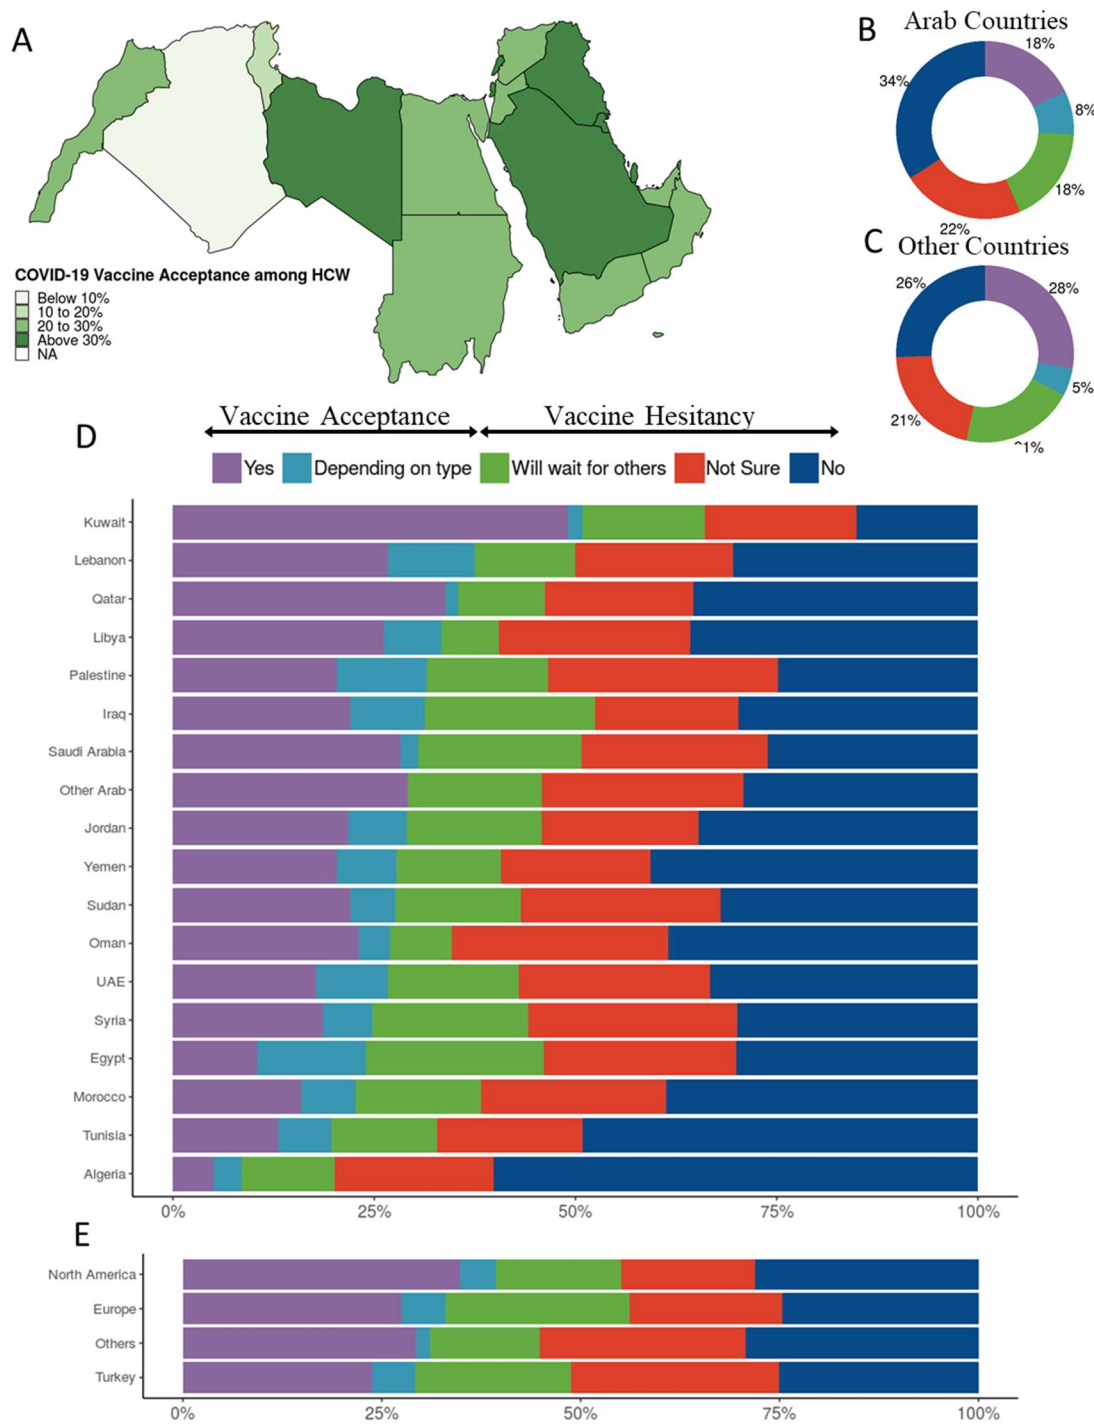 A
COVID-19 Vaccine Acceptance among HCW
Below 10%
10 to 20%
20 to 30%
Above 30%
NA
B
Arab Countries
18%
34%
8%
18%
22%
C
Other Countries
26%
28%
5%
21%
1%
Vaccine Acceptance
Vaccine Hesitancy
D
Yes
Depending on type
Will wait for others
Not Sure
No
Kuwait
Lebanon
Qatar
Libya
Palestine
Iraq
Saudi Arabia
Other Arab
Jordan
Yemen
Sudan
Oman
UAE
Syria
Egypt
Morocco
Tunisia
Algeria
0% 25% 50% 75% 100%
E
North America
Europe
Others
Turkey
0% 25% 50% 75% 100%